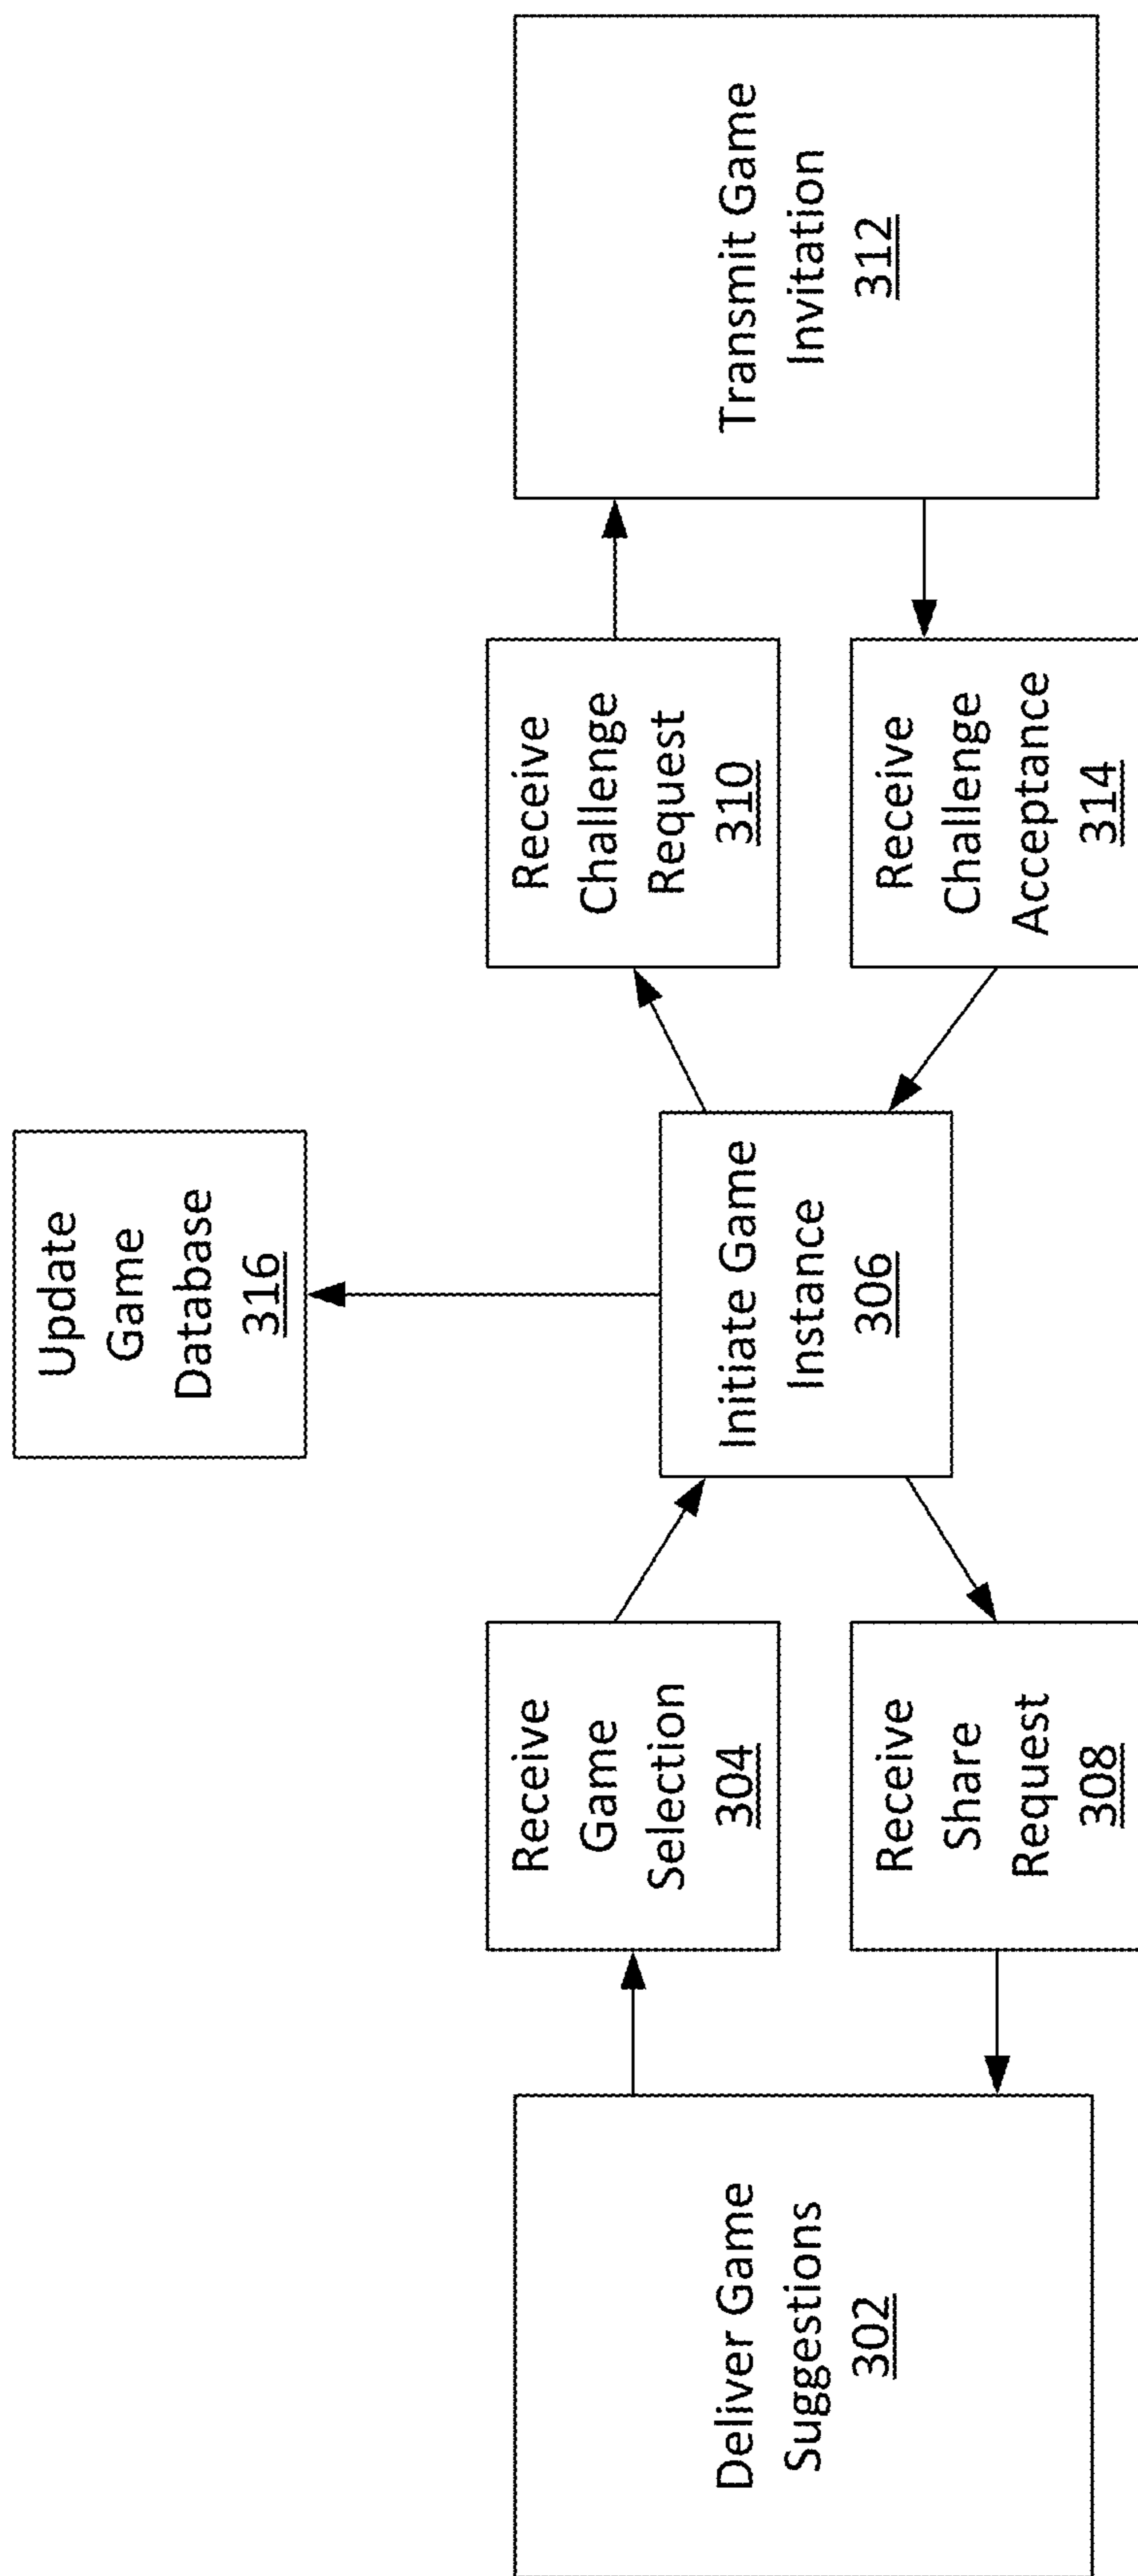 Update
Game
Database
316
Deliver Game
Suggestions
302
Receive
Game
Selection
304
Receive
Share
Request
308
Initiate Game
Instance
306
Receive
Challenge
Request
310
Receive
Challenge
Acceptance
314
Transmit Game
Invitation
312